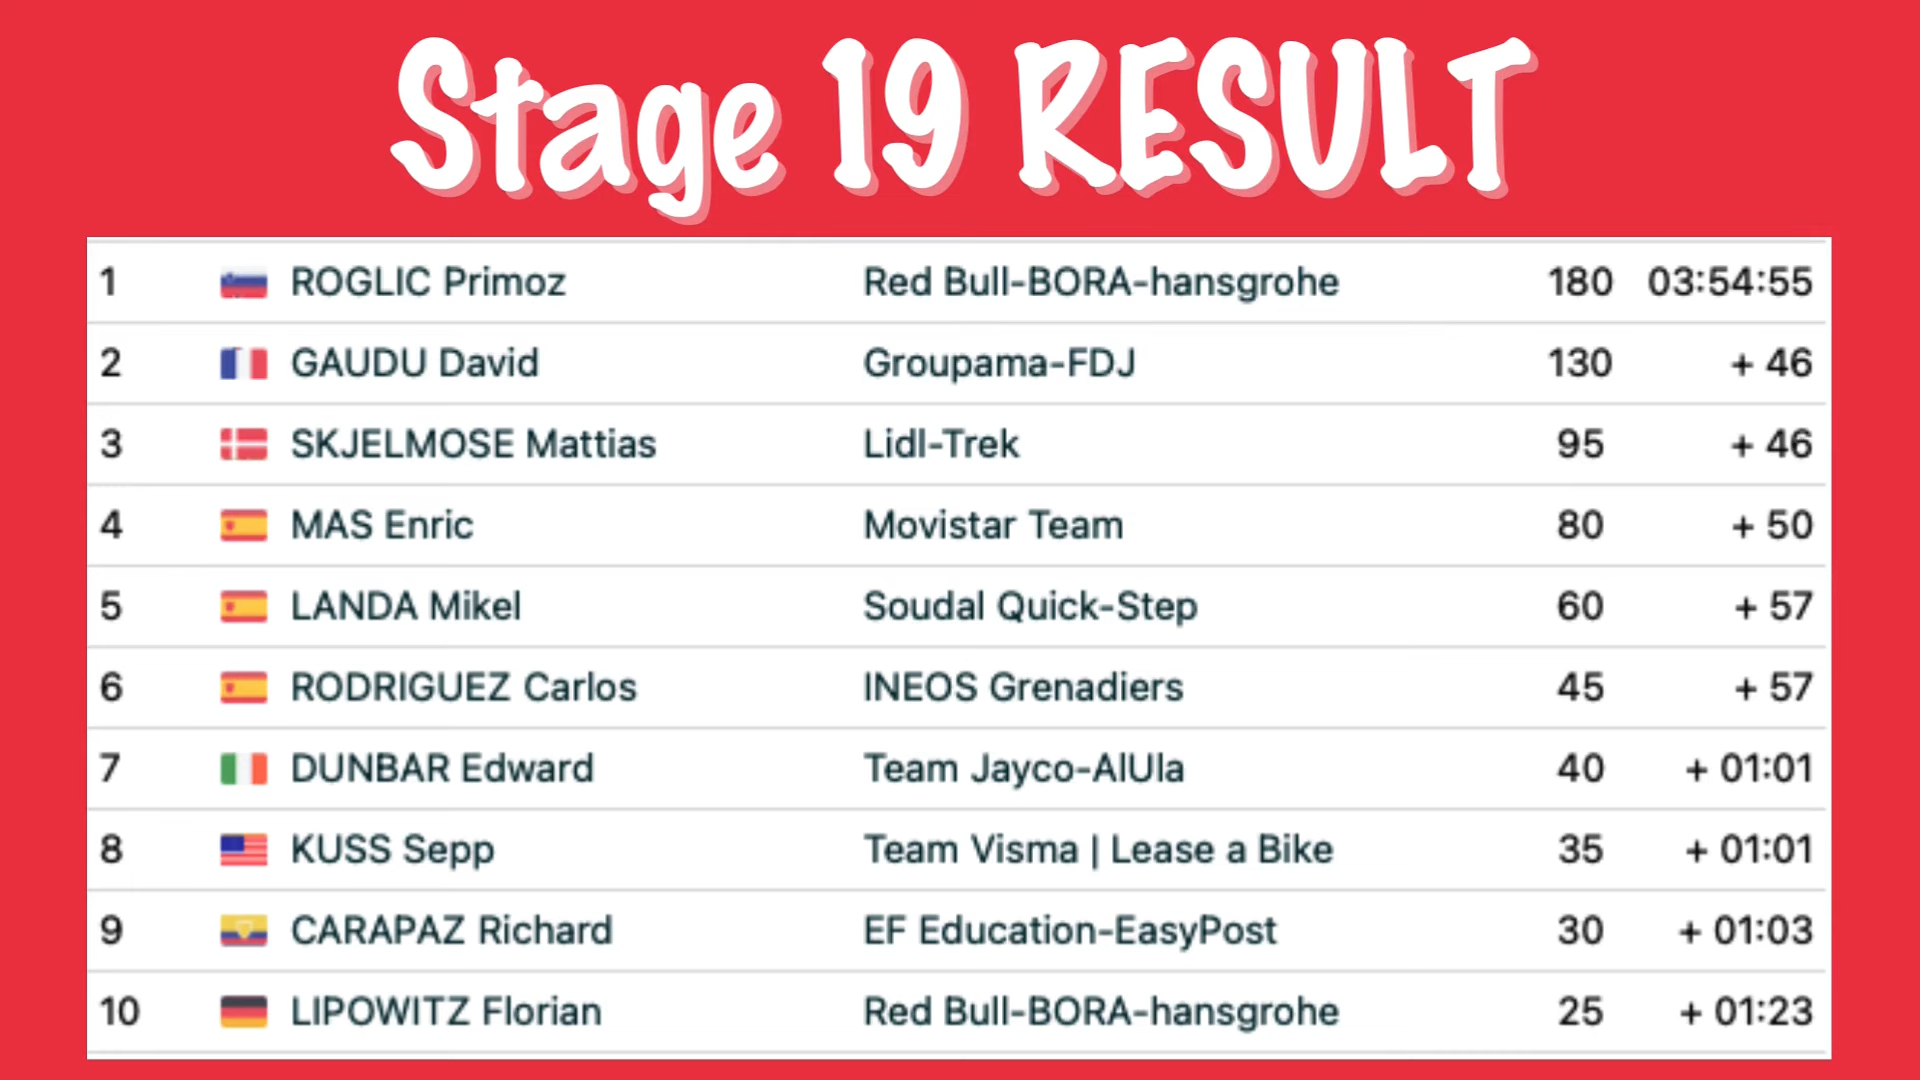 Stage 19 RESULT
1 ROGLIC Primoz Red Bull-BORA-hansgrohe 180 03:54:55
2 GAUDU David Groupama-FDJ 130 + 46
3 SKJELMOSE Mattias Lidl-Trek 95 + 46
4 MAS Enric Movistar Team 80 + 50
5 LANDA Mikel Soudal Quick-Step 60 + 57
6 RODRIGUEZ Carlos INEOS Grenadiers 45 + 57
7 DUNBAR Edward Team Jayco-AlUla 40 + 01:01
8 KUSS Sepp Team Visma | Lease a Bike 35 + 01:01
9 CARAPAZ Richard EF Education-EasyPost 30 + 01:03
10 LIPOWITZ Florian Red Bull-BORA-hansgrohe 25 + 01:23